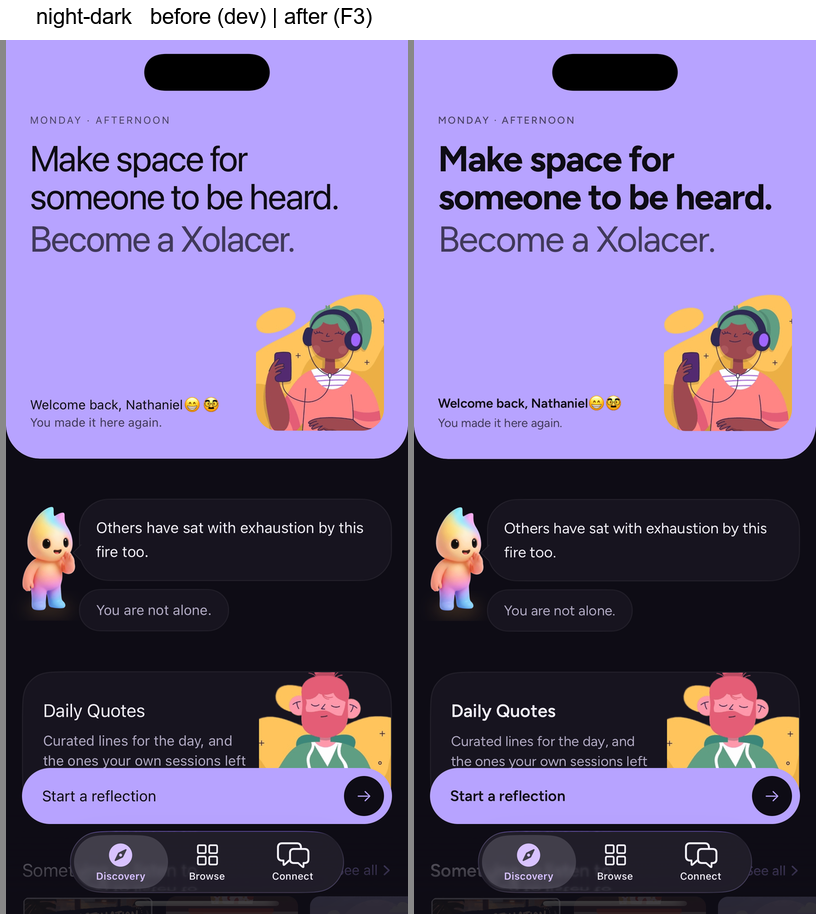 night-dark before (dev) | after (F3)
MONDAY · AFTERNOON
Make space for
someone to be heard.
Become a Xolacer.
Welcome back, Nathaniel😁🥸
You made it here again.
Others have sat with exhaustion by this
fire too.
You are not alone.
Daily Quotes
Curated lines for the day, and
the ones your own sessions left
Start a reflection
Discovery
Browse
Connect
See all
MONDAY · AFTERNOON
Make space for
someone to be heard.
Become a Xolacer.
Welcome back, Nathaniel😁🥸
You made it here again.
Others have sat with exhaustion by this
fire too.
You are not alone.
Daily Quotes
Curated lines for the day, and
the ones your own sessions left
Start a reflection
Discovery
Browse
Connect
See all